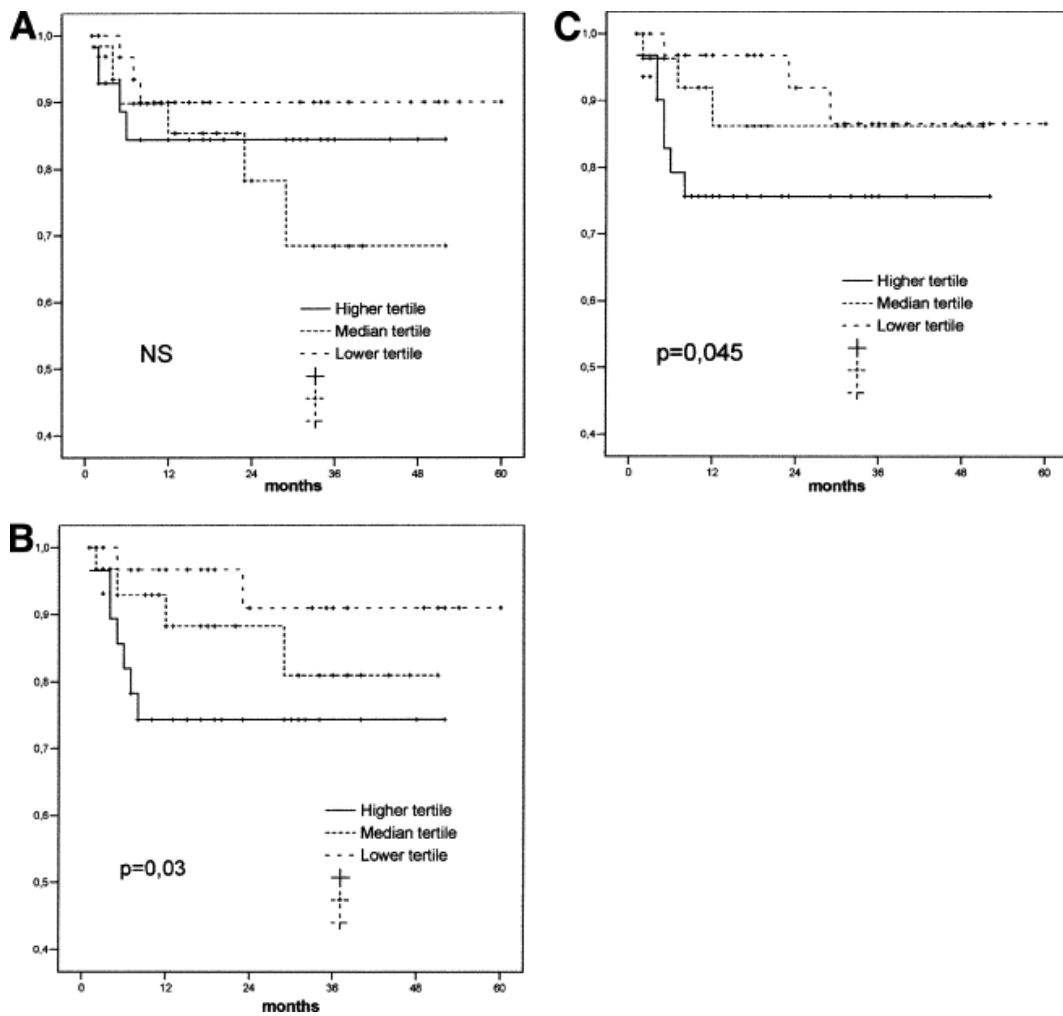 A
1,0
0,9
0,8
0,7
0,6
0,5
0,4
Higher tertile
Median tertile
Lower tertile
NS
0 12 24 36 48 60
months
C
1,0
0,9
0,8
0,7
0,6
0,5
0,4
Higher tertile
Median tertile
Lower tertile
p=0,045
0 12 24 36 48 60
months
B
1,0
0,9
0,8
0,7
0,6
0,5
0,4
Higher tertile
Median tertile
Lower tertile
p=0,03
0 12 24 36 48 60
months